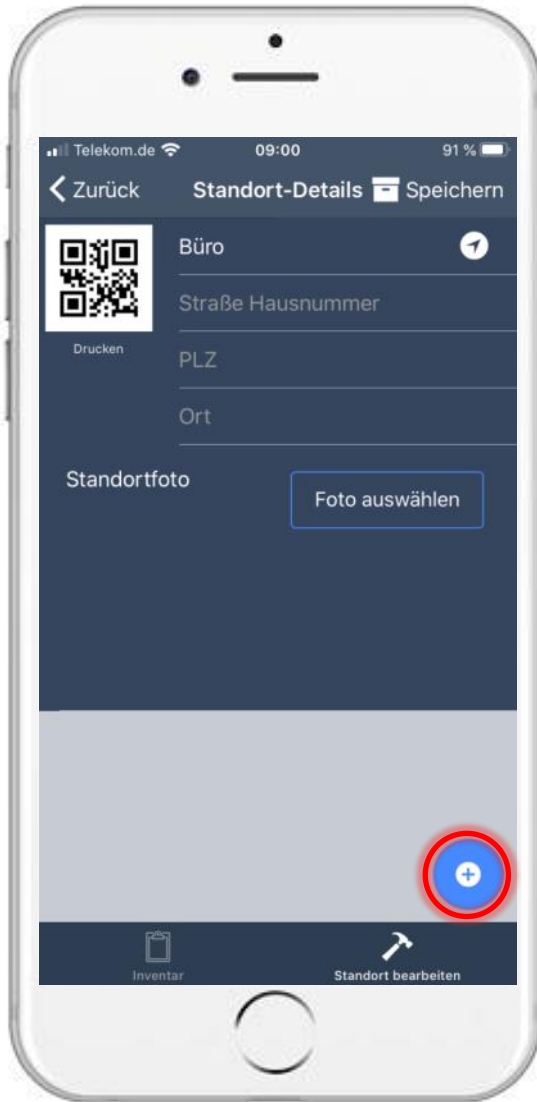 Telekom.de 09:00 91 %
Zurück Standort-Details Speichern
Büro
Straße Hausnummer
Drucken
PLZ
Ort
Standortfoto
Foto auswählen
Inventar Standort bearbeiten